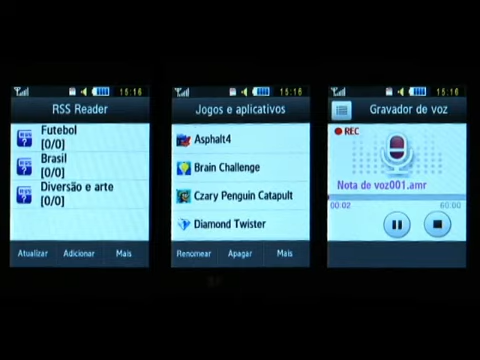 15:16
RSS Reader
Futebol
[0/0]
Brasil
[0/0]
Diversão e arte
[0/0]
Atualizar Adicionar Mais
15:16
Jogos e aplicativos
Asphalt4
Brain Challenge
Czary Penguin Catapult
Diamond Twister
Renomear Apagar Mais
15:16
Gravador de voz
REC
Nota de voz001.amr
00:02 60:00